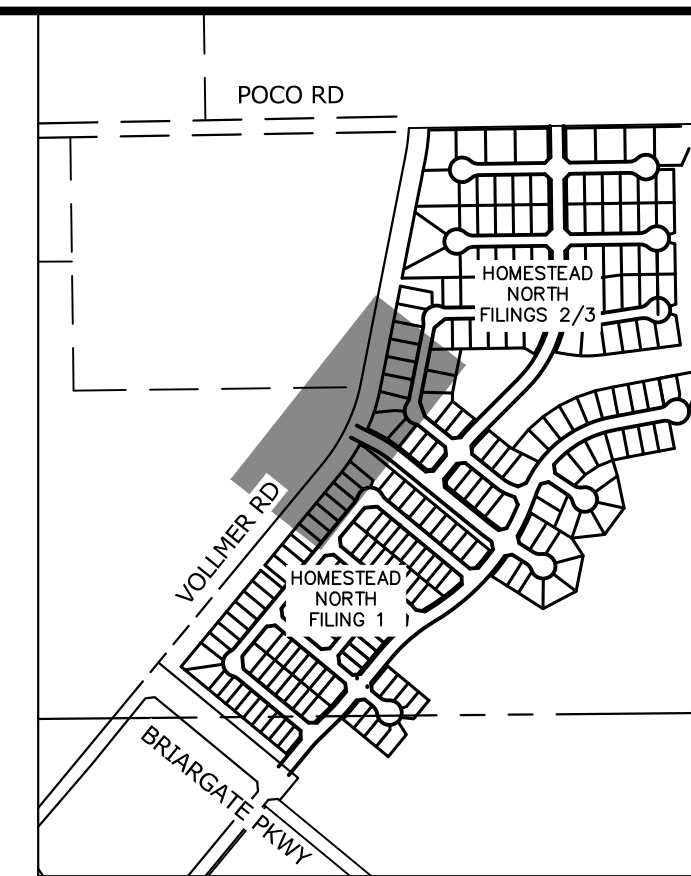 POCO RD
HOMESTEAD
NORTH
FILINGS 2/3
VOLLMER RD
HOMESTEAD
NORTH
FILING 1
BRIARGATE PKWY